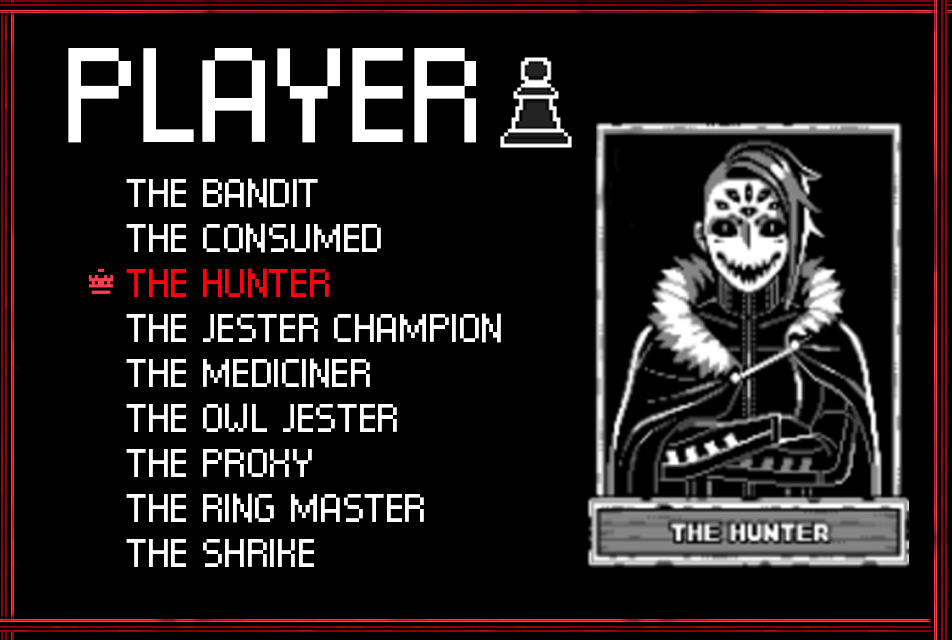 PLAYER
THE BANDIT
THE CONSUMED
THE HUNTER
THE JESTER CHAMPION
THE MEDICINER
THE OWL JESTER
THE PROXY
THE RING MASTER
THE SHRIKE
THE HUNTER